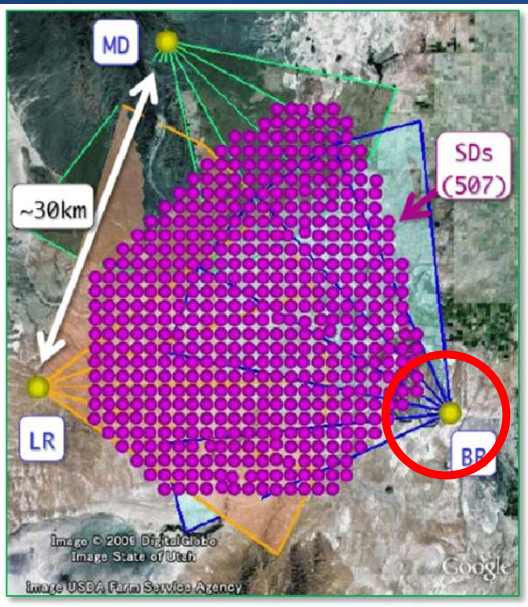 MD
SDs
(507)
~30km
LR
BR
Image © 2009 DigitalGlobe
Image State of Utah
Image USDA Farm Service Agency
Google